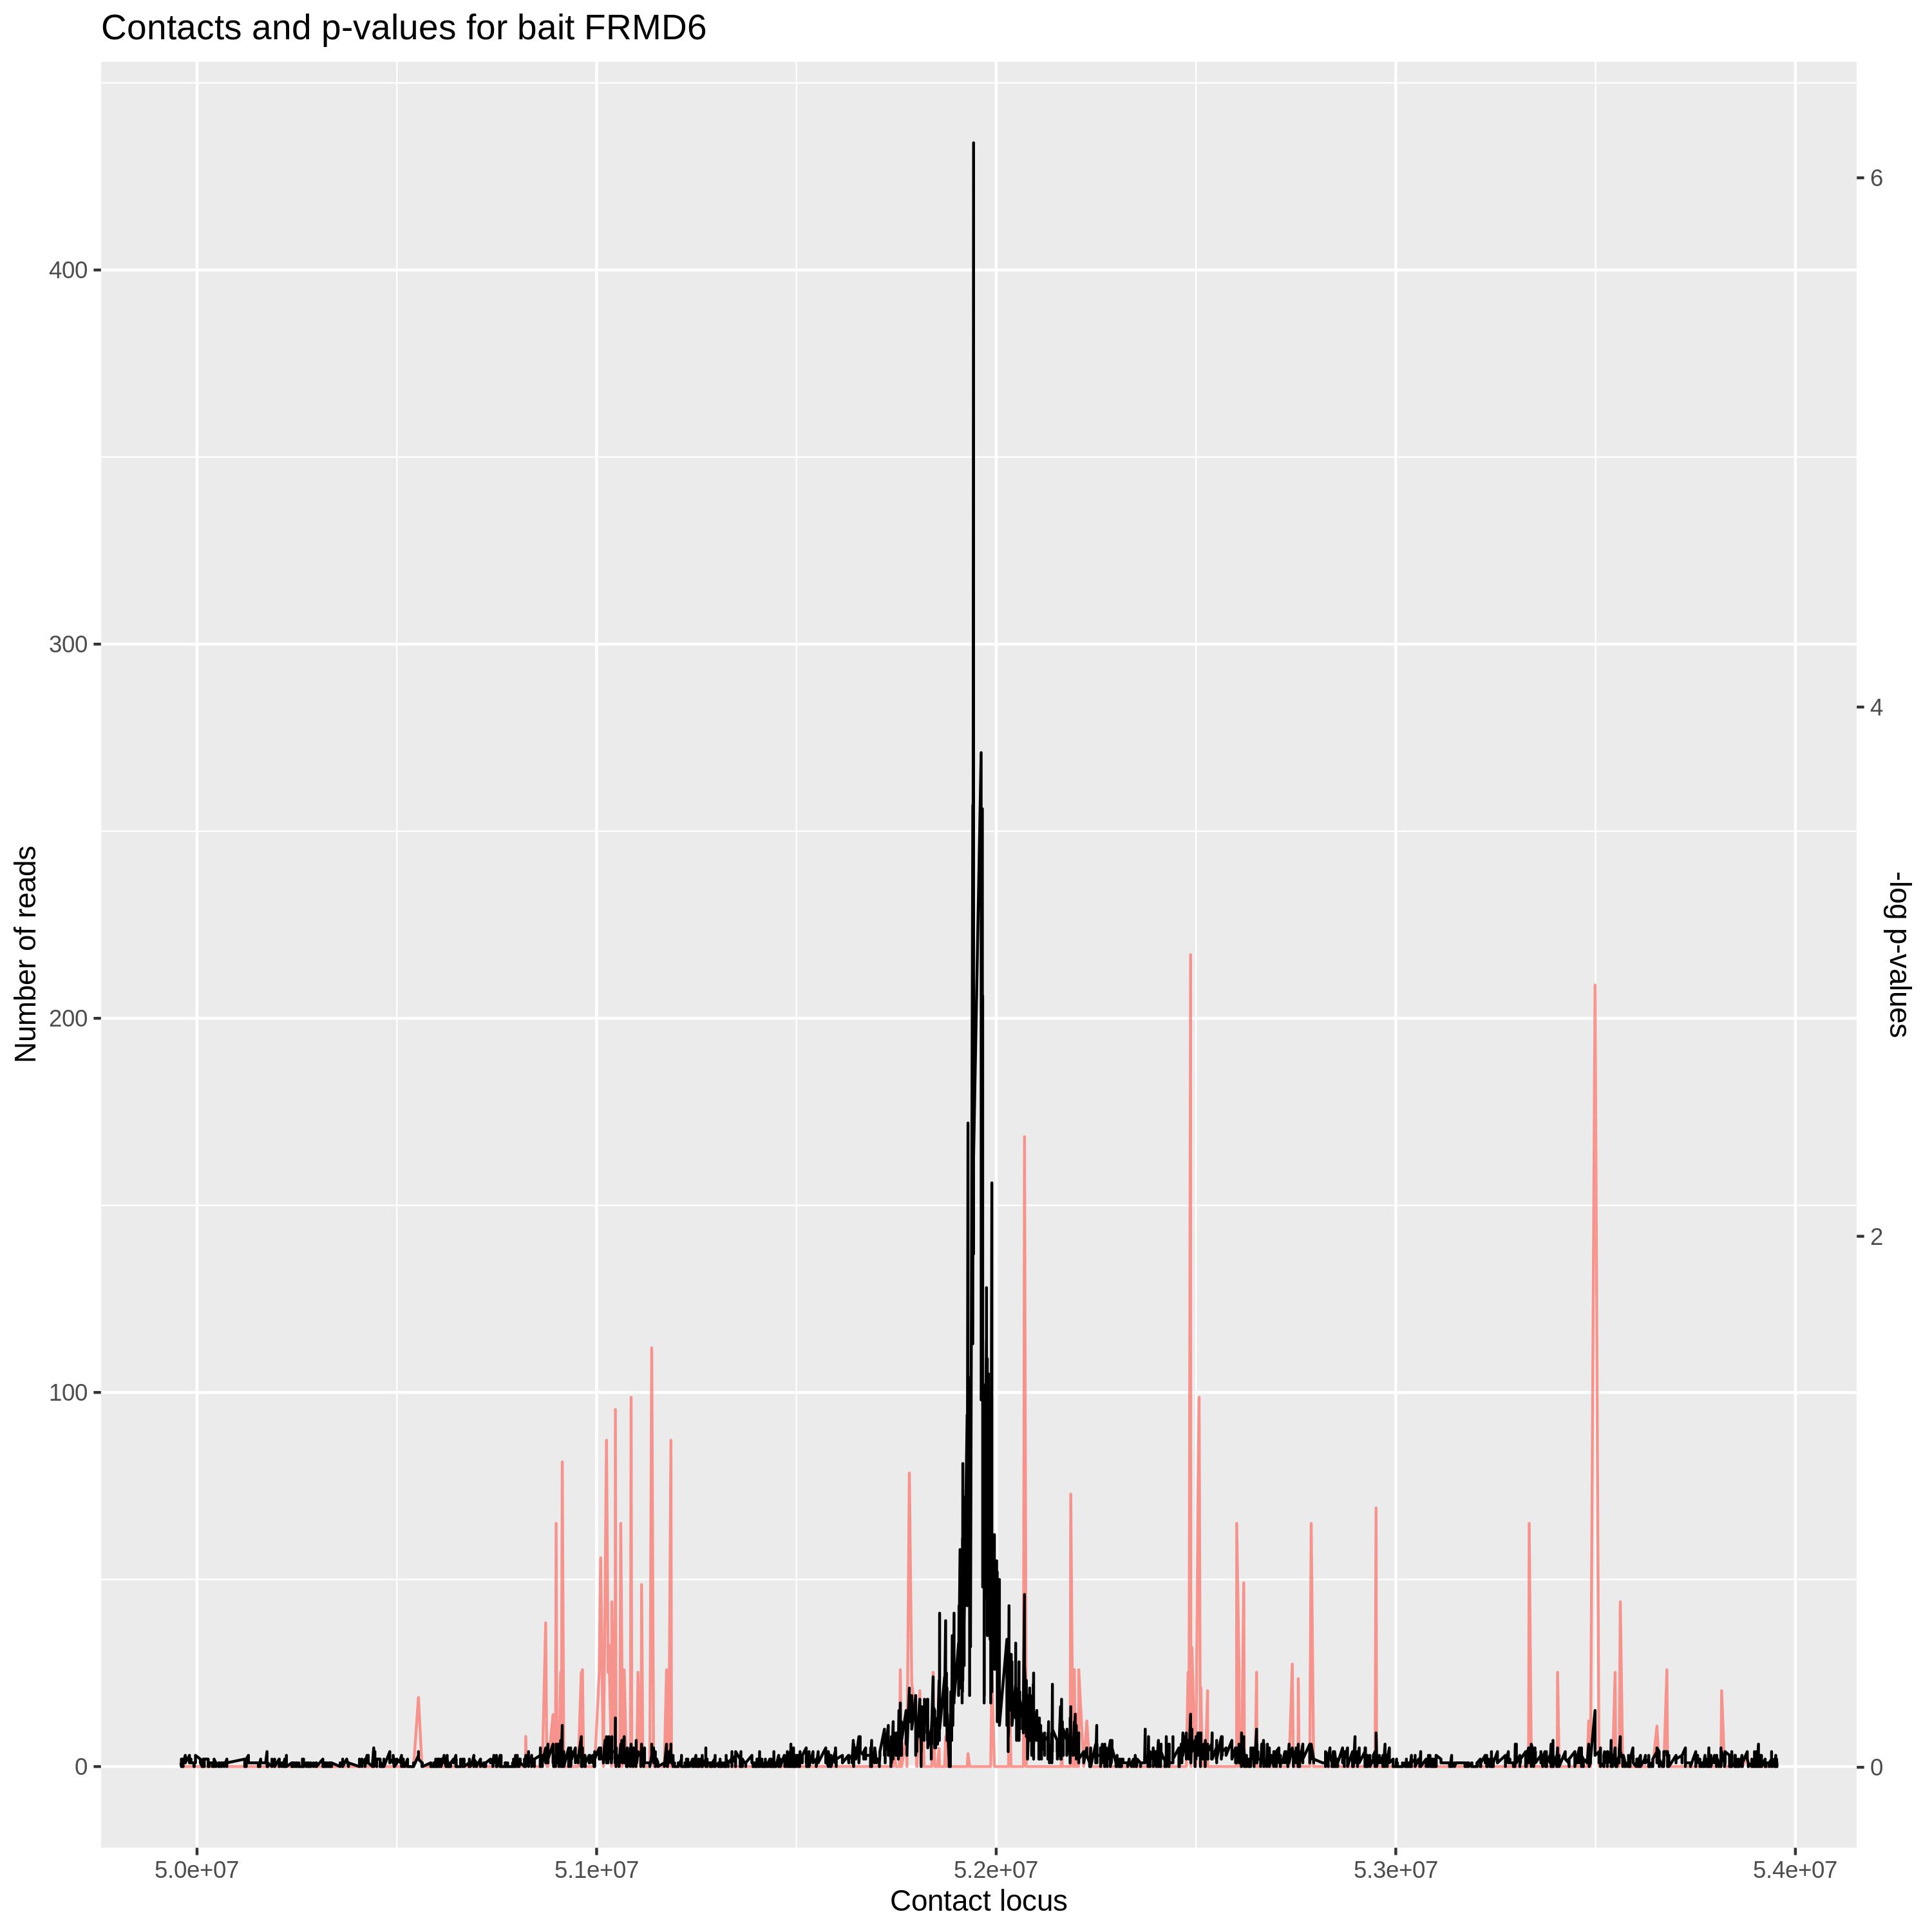 Contacts and p-values for bait FRMD6
Number of reads
400
300
200
100
0
6
4
2
0
-log p-values
5.0e+07
5.1e+07
5.2e+07
5.3e+07
5.4e+07
Contact locus